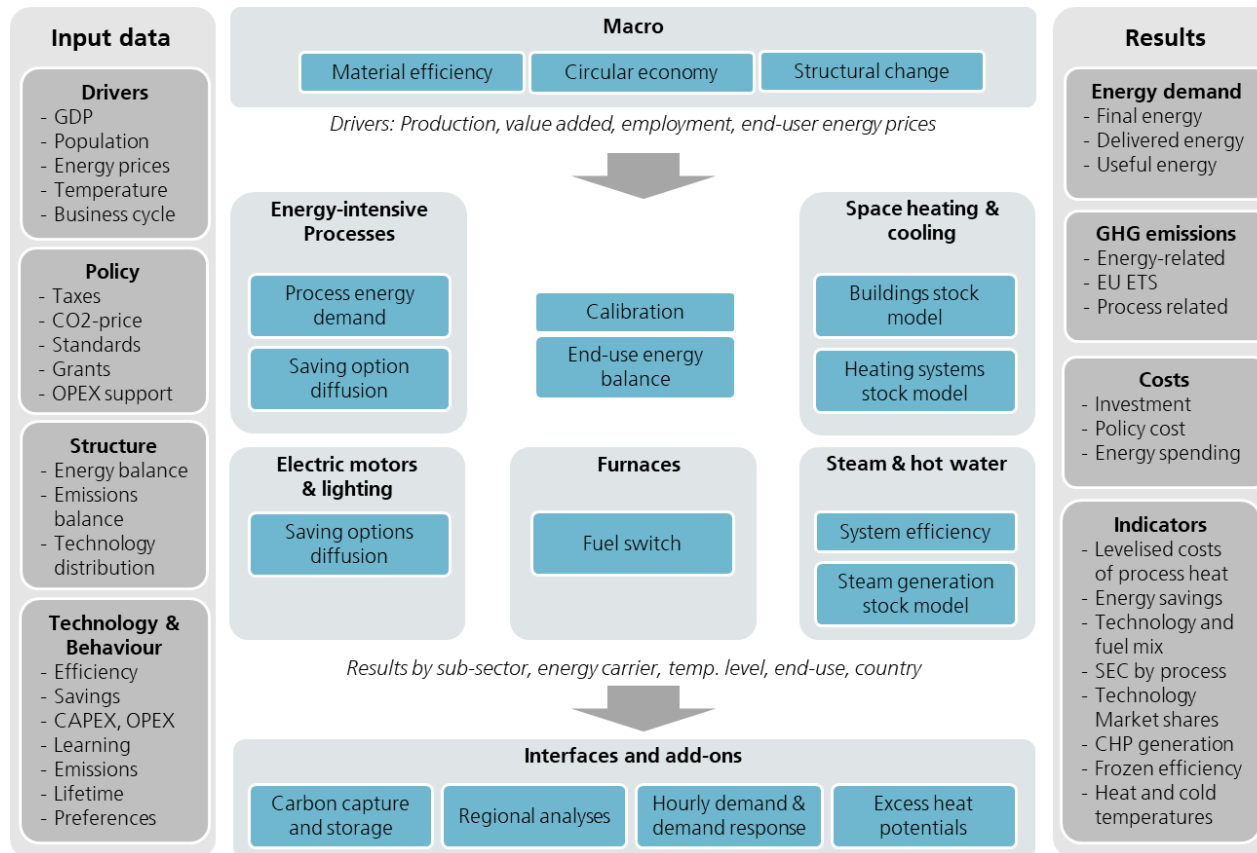 Input data
Drivers
- GDP
- Population
- Energy prices
- Temperature
- Business cycle
Policy
- Taxes
- CO2-price
- Standards
- Grants
- OPEX support
Structure
- Energy balance
- Emissions
balance
- Technology
distribution
Technology &
Behaviour
- Efficiency
- Savings
- CAPEX, OPEX
- Learning
- Emissions
- Lifetime
- Preferences
Macro
Material efficiency
Circular economy
Structural change
Drivers: Production, value added, employment, end-user energy prices
Energy-intensive
Processes
Process energy
demand
Saving option
diffusion
Calibration
End-use energy
balance
Space heating &
cooling
Buildings stock
model
Heating systems
stock model
Electric motors
& lighting
Saving options
diffusion
Furnaces
Fuel switch
Steam & hot water
System efficiency
Steam generation
stock model
Results by sub-sector, energy carrier, temp. level, end-use, country
Interfaces and add-ons
Carbon capture
and storage
Regional analyses
Hourly demand &
demand response
Excess heat
potentials
Results
Energy demand
- Final energy
- Delivered energy
- Useful energy
GHG emissions
- Energy-related
- EU ETS
- Process related
Costs
- Investment
- Policy cost
- Energy spending
Indicators
- Levelised costs
of process heat
- Energy savings
- Technology and
fuel mix
- SEC by process
- Technology
Market shares
- CHP generation
- Frozen efficiency
- Heat and cold
temperatures